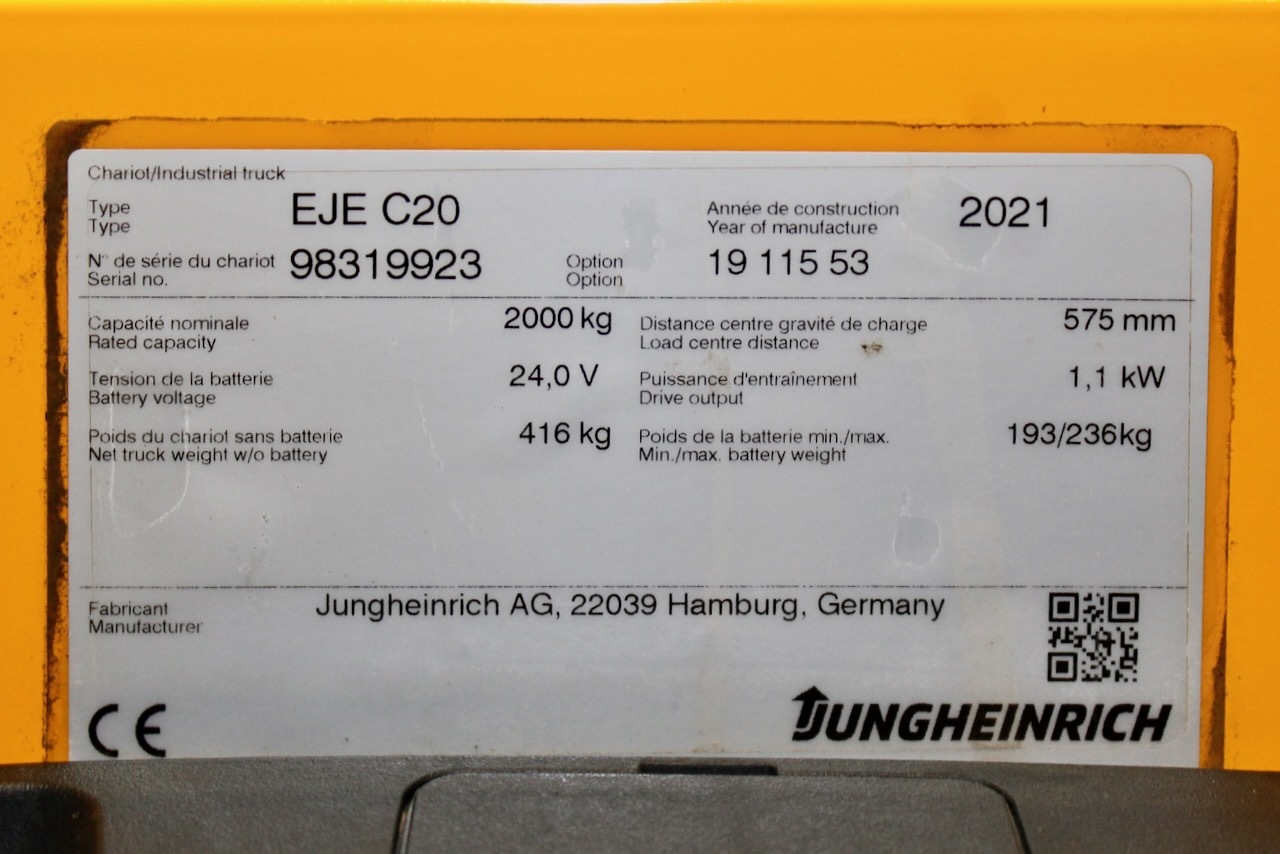 Chariot/Industrial truck
Type EJE C20 Année de construction 2021
Type Year of manufacture
N° de série du chariot 98319923 Option 19 115 53
Serial no. Option
Capacité nominale 2000 kg Distance centre gravité de charge 575 mm
Rated capacity Load centre distance
Tension de la batterie 24,0 V Puissance d'entraînement 1,1 kW
Battery voltage Drive output
Poids du chariot sans batterie 416 kg Poids de la batterie min./max. 193/236kg
Net truck weight w/o battery Min./max. battery weight
Fabricant Jungheinrich AG, 22039 Hamburg, Germany
Manufacturer
CE JUNGHEINRICH